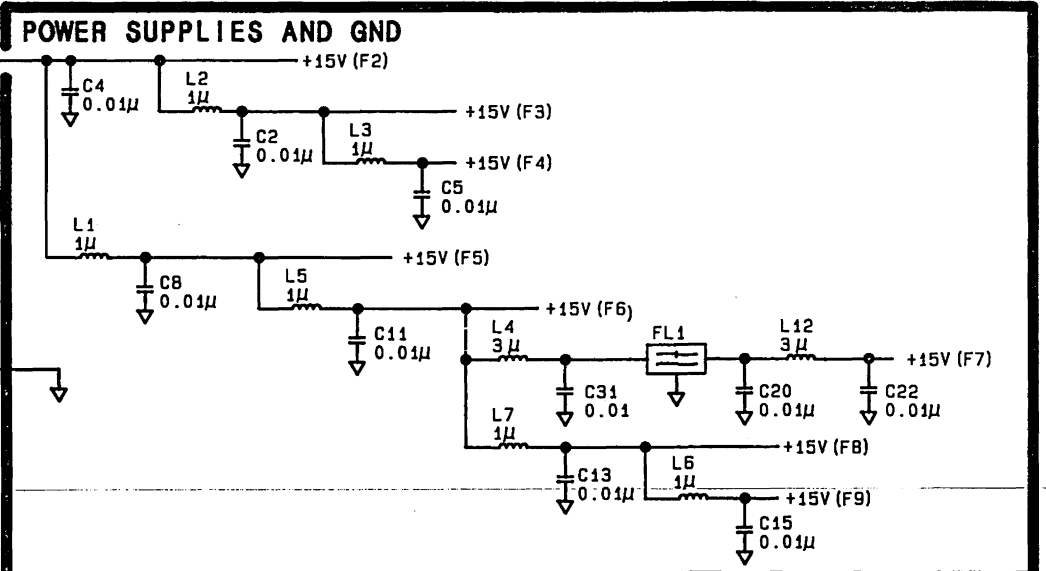 POWER SUPPLIES AND GND
+15V (F2)
C4
0.01µ
L2
1µ
+15V (F3)
C2
0.01µ
L3
1µ
+15V (F4)
C5
0.01µ
L1
1µ
+15V (F5)
C8
0.01µ
L5
1µ
+15V (F6)
C11
0.01µ
L4
3µ
FL1
L12
3µ
+15V (F7)
C31
0.01
C20
0.01µ
C22
0.01µ
L7
1µ
+15V (F8)
C13
0.01µ
L6
1µ
+15V (F9)
C15
0.01µ